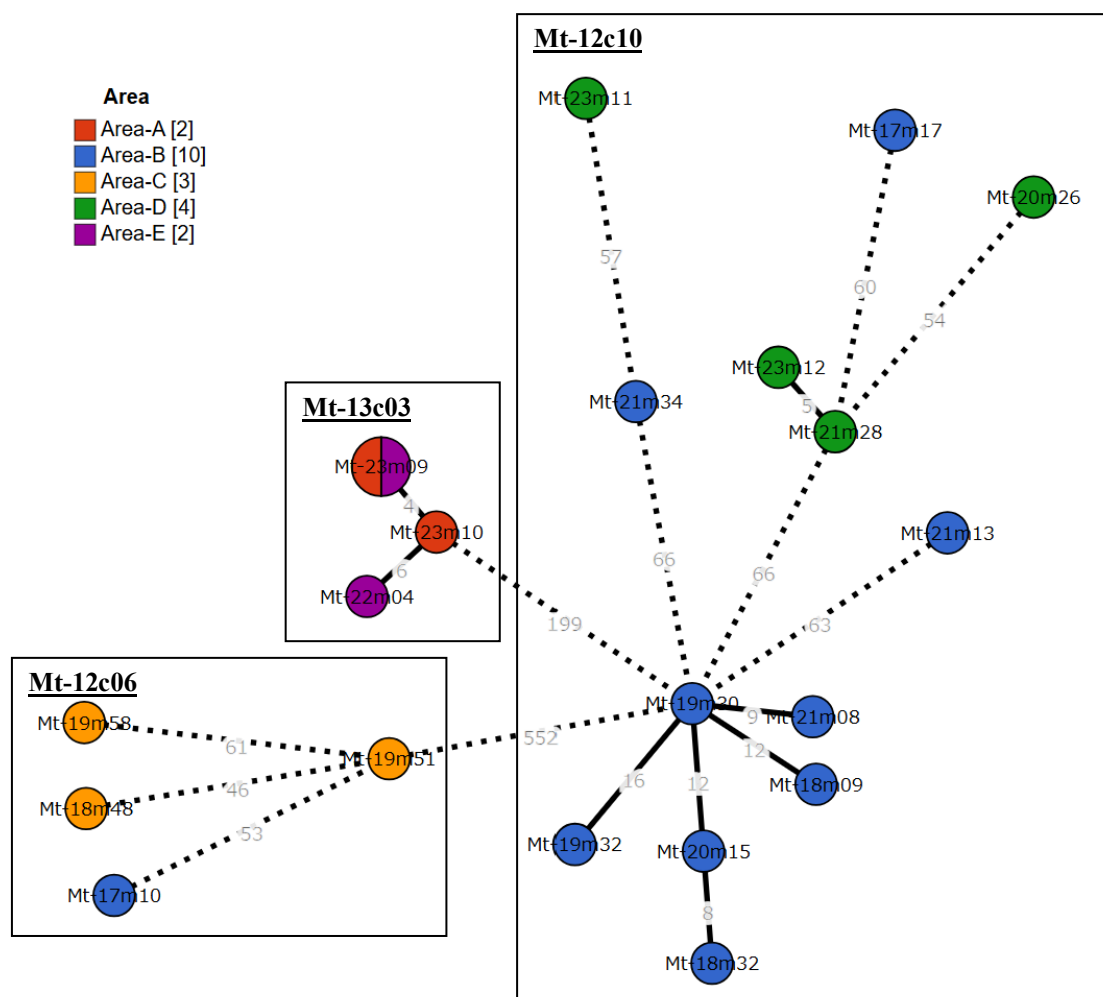 Mt-12c10
Mt-23m11
Area
Mt-17m17
Area-A [2]
Area-B [10]
Area-C [3]
Mt-20m26
Area-D [4]
Area-E [2]
57
60
54
Mt-23m12
Mt-21m34
5
Mt-13c03
Mt-21m28
Mt-23m09
4
Mt-23m10
Mt-21m13
66
6
66
Mt-22m04
199
63
Mt-12c06
Mt-19m30
Mt-19m58
9
Mt-21m08
552
61
12
Mt-19m51
16
12
Mt-18m09
46
Mt-18m48
53
Mt-19m32
Mt-20m15
Mt-17m10
8
Mt-18m32